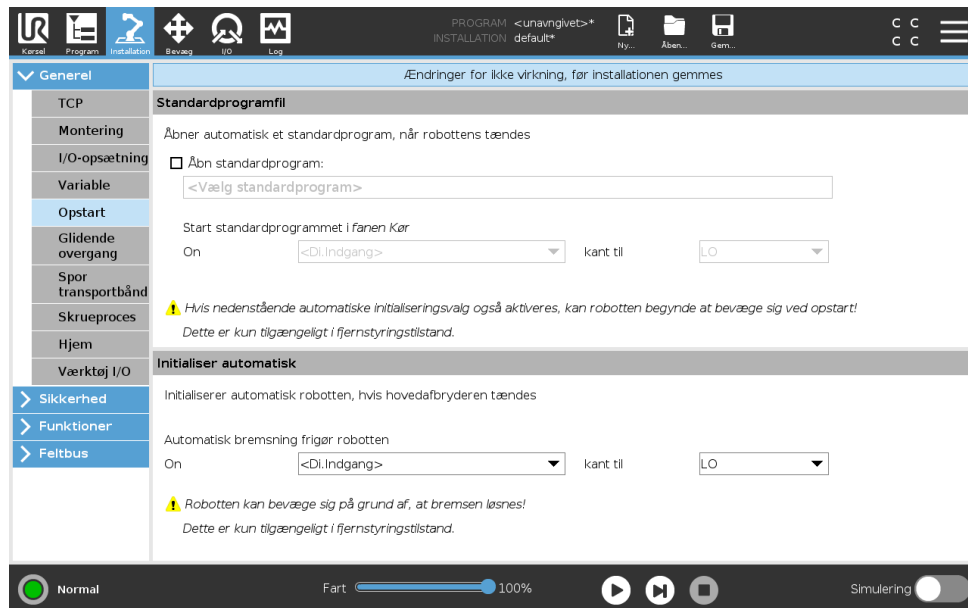 PROGRAM <unavngivet>*
INSTALLATION default*
Kørsel
Program
Installation
Bevæg
I/O
Log
Ny...
Åben...
Gem...
C C
C C
Generel
TCP
Montering
I/O-opsætning
Variable
Opstart
Glidende
overgang
Spor
transportbånd
Skrueproces
Hjem
Værktøj I/O
Sikkerhed
Funktioner
Feltbus
Ændringer for ikke virkning, før installationen gemmes
Standardprogramfil
Åbner automatisk et standardprogram, når robottens tændes
Åbn standardprogram:
<Vælg standardprogram>
Start standardprogrammet i fanen Kør
On <Di.Indgang> kant til LO
Hvis nedenstående automatiske initialiseringsvalg også aktiveres, kan robotten begynde at bevæge sig ved opstart!
Dette er kun tilgængeligt i fjernstyringstilstand.
Initialiser automatisk
Initialiserer automatisk robotten, hvis hovedafbryderen tændes
Automatisk bremsning frigør robotten
On <Di.Indgang> kant til LO
Robotten kan bevæge sig på grund af, at bremsen løsnes!
Dette er kun tilgængeligt i fjernstyringstilstand.
Normal
Fart 100%
Simulering